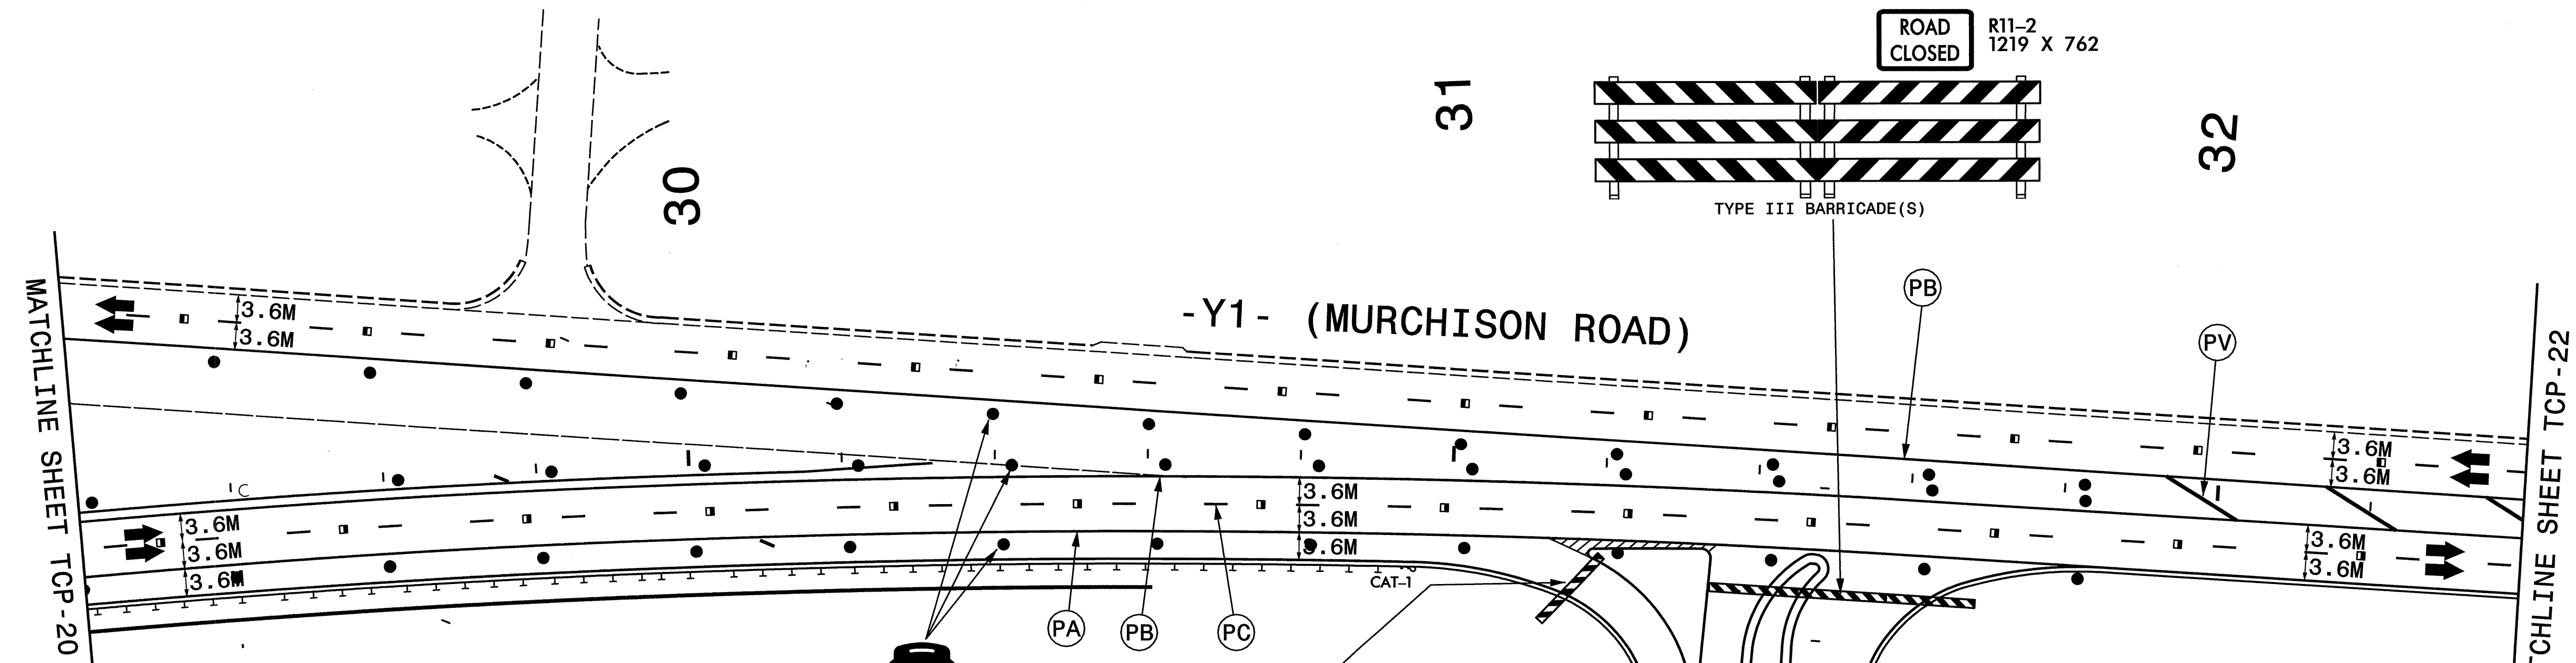 ROAD
CLOSED
R11-2
1219 X 762
31
32
30
TYPE III BARRICADE(S)
MATCHLINE SHEET TCP-20
3.6M
3.6M
-Y1- (MURCHISON ROAD)
PB
PV
3.6M
3.6M
C
3.6M
3.6M
3.6M
3.6M
3.6M
3.6M
3.6M
3.6M
CAT-1
PA
PB
PC
TCHLINE SHEET TCP-22